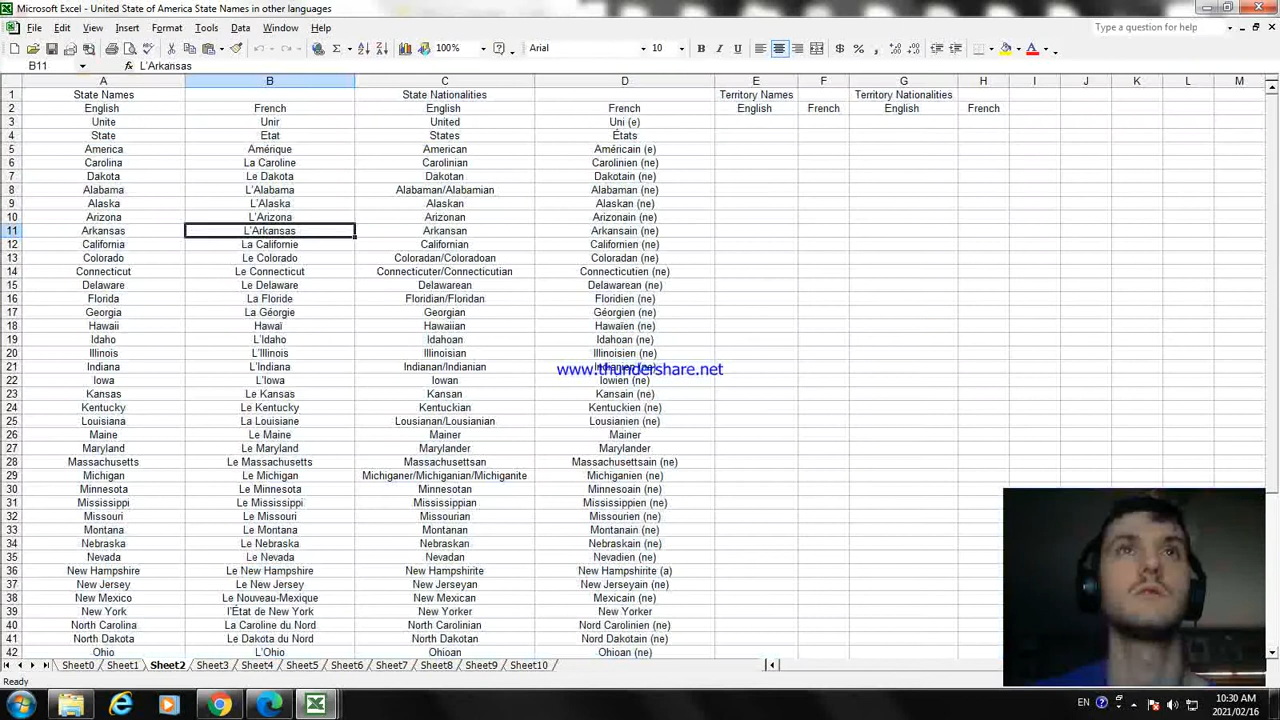 Microsoft Excel - United State of America State Names in other languages
File Edit View Insert Format Tools Data Window Help Type a question for help
100% Arial 10
B11 fx L'Arkansas
A B C D E F G H I J K L M
1 State Names State Nationalities Territory Names Territory Nationalities
2 English French English French English French English French
3 Unite Unir United Uni (e)
4 State Etat States États
5 America Amérique American Américain (e)
6 Carolina La Caroline Carolinian Carolinien (ne)
7 Dakota Le Dakota Dakotan Dakotain (ne)
8 Alabama L'Alabama Alabaman/Alabamian Alabaman (ne)
9 Alaska L'Alaska Alaskan Alaskan (ne)
10 Arizona L'Arizona Arizonan Arizonain (ne)
11 Arkansas L'Arkansas Arkansan Arkansain (ne)
12 California La Californie Californian Californien (ne)
13 Colorado Le Colorado Coloradan/Coloradoan Coloradan (ne)
14 Connecticut Le Connecticut Connecticuter/Connecticutian Connecticutien (ne)
15 Delaware Le Delaware Delawarean Delawarean (ne)
16 Florida La Floride Floridian/Floridan Floridien (ne)
17 Georgia La Géorgie Georgian Géorgien (ne)
18 Hawaii Hawaï Hawaiian Hawaïen (ne)
19 Idaho L'Idaho Idahoan Idahoan (ne)
20 Illinois L'Illinois Illinoisian Illinoisien (ne)
21 Indiana L'Indiana Indianan/Indianian Indianien (ne)
www.thundershare.net
22 Iowa L'Iowa Iowan Iowien (ne)
23 Kansas Le Kansas Kansan Kansain (ne)
24 Kentucky Le Kentucky Kentuckian Kentuckien (ne)
25 Louisiana La Louisiane Lousianan/Lousianian Lousianien (ne)
26 Maine Le Maine Mainer Mainer
27 Maryland Le Maryland Marylander Marylander
28 Massachusetts Le Massachusetts Massachusettsan Massachusettsain (ne)
29 Michigan Le Michigan Michiganer/Michiganian/Michiganite Michiganien (ne)
30 Minnesota Le Minnesota Minnesotan Minnesoain (ne)
31 Mississippi Le Mississippi Mississippian Mississippien (ne)
32 Missouri Le Missouri Missourian Missourien (ne)
33 Montana Le Montana Montanan Montanain (ne)
34 Nebraska Le Nebraska Nebraskan Nebraskain (ne)
35 Nevada Le Nevada Nevadan Nevadien (ne)
36 New Hampshire Le New Hampshire New Hampshirite New Hampshirite (a)
37 New Jersey Le New Jersey New Jerseyan New Jerseyain (ne)
38 New Mexico Le Nouveau-Mexique New Mexican Mexicain (ne)
39 New York l'État de New York New Yorker New Yorker
40 North Carolina La Caroline du Nord North Carolinian Nord Carolinien (ne)
41 North Dakota Le Dakota du Nord North Dakotan Nord Dakotain (ne)
42 Ohio L'Ohio Ohioan Ohioan (ne)
Sheet0 Sheet1 Sheet2 Sheet3 Sheet4 Sheet5 Sheet6 Sheet7 Sheet8 Sheet9 Sheet10
Ready
EN 10:30 AM
2021/02/16